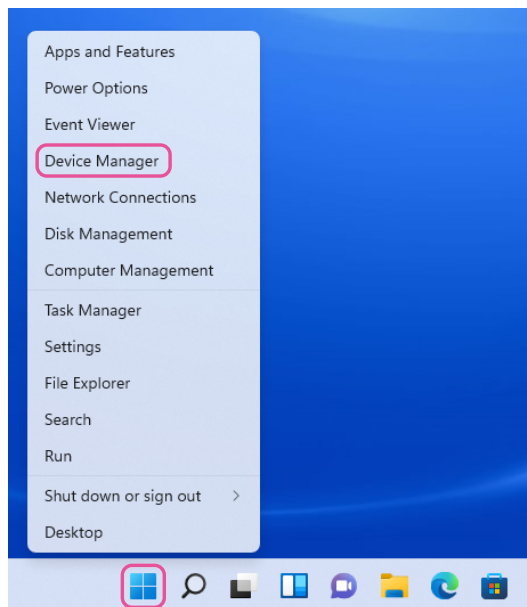 Apps and Features
Power Options
Event Viewer
Device Manager
Network Connections
Disk Management
Computer Management
Task Manager
Settings
File Explorer
Search
Run
Shut down or sign out
Desktop